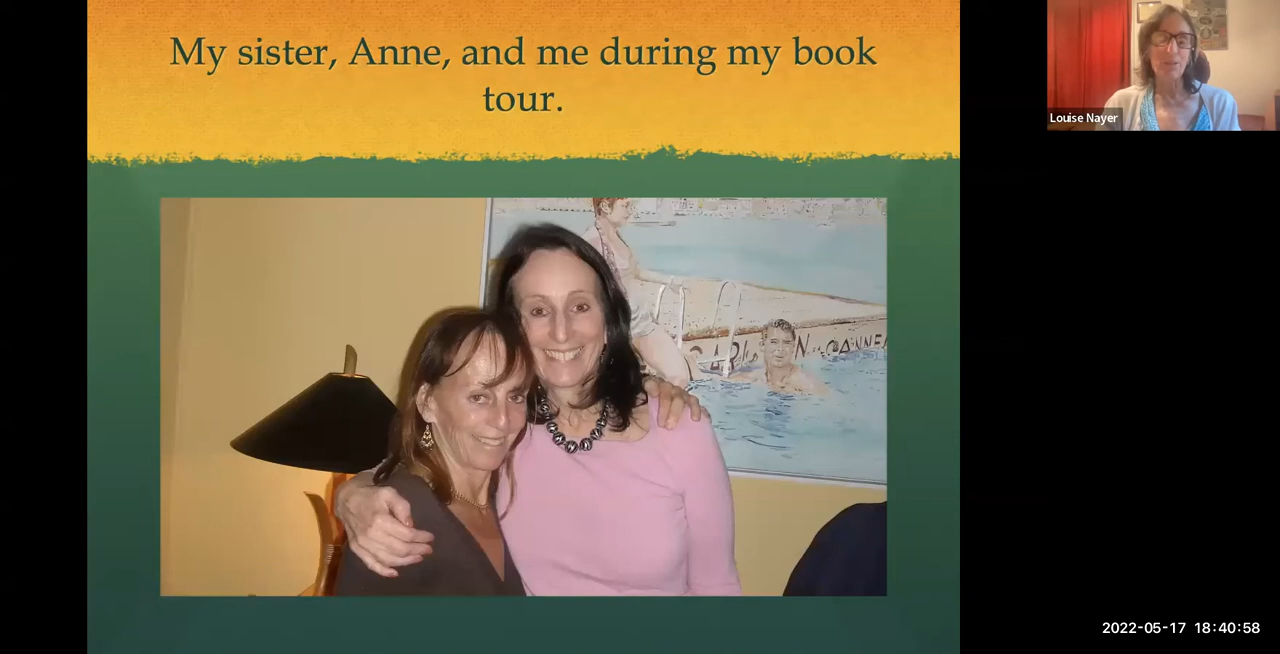 My sister, Anne, and me during my book
tour.
Louise Nayer
2022-05-17 18:40:58